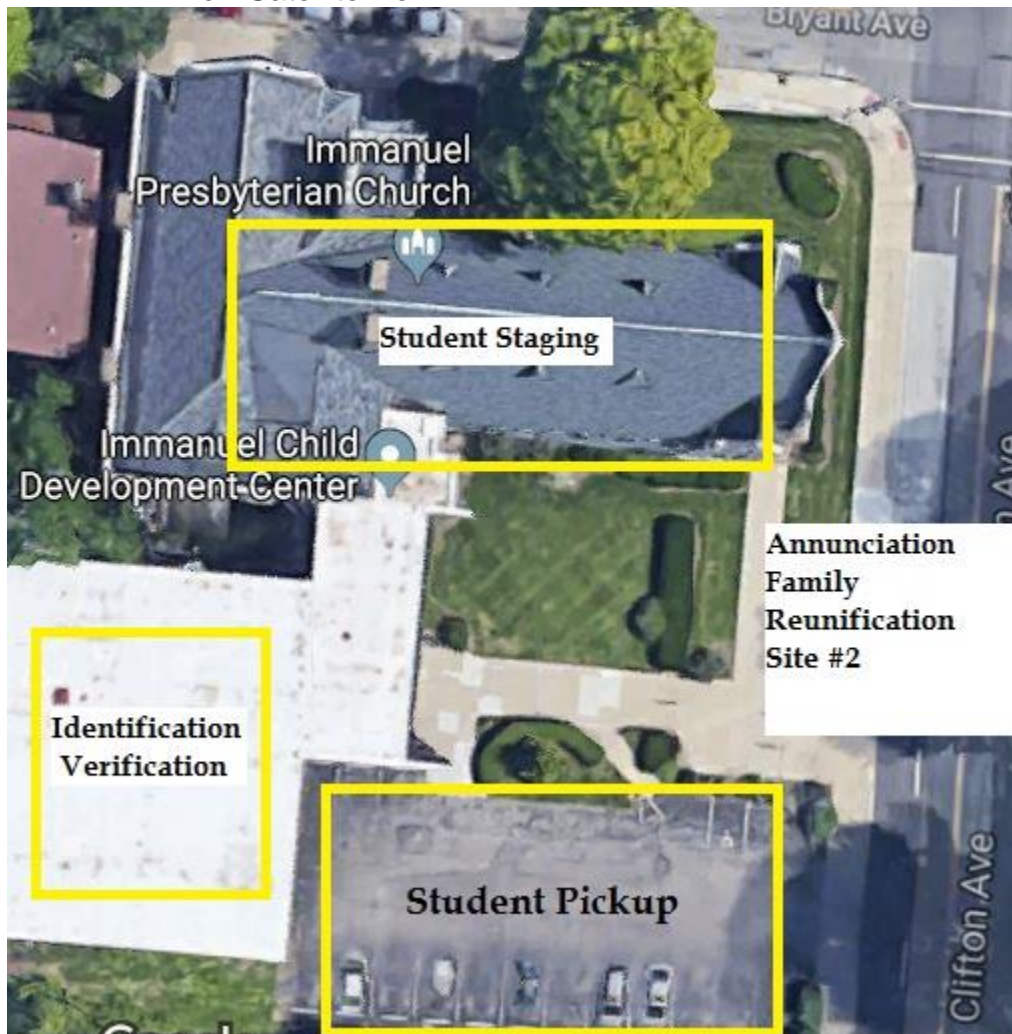 Bryant Ave
Immanuel
Presbyterian Church
Student Staging
Immanuel Child
Development Center
Annunciation
Family
Reunification
Site #2
Identification
Verification
Student Pickup
Clifton Ave